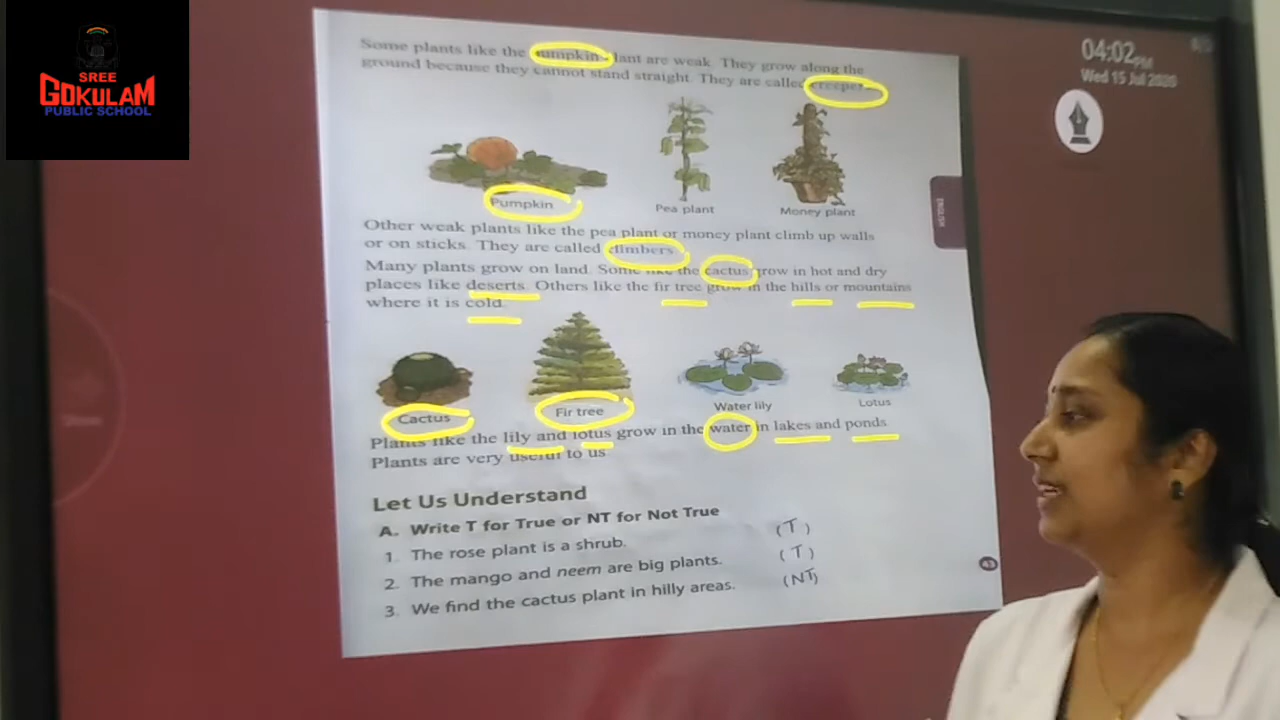 SREE
GOKULAM
PUBLIC SCHOOL
04:02PM
Wed 15 Jul 2020
Some plants like the pumpkin plant are weak. They grow along the
ground because they cannot stand straight. They are called creepers.
Pumpkin
Pea plant
Money plant
ENGLISH
Other weak plants like the pea plant or money plant climb up walls
or on sticks. They are called climbers.
Many plants grow on land. Some like the cactus grow in hot and dry
places like deserts. Others like the fir tree grow in the hills or mountains
where it is cold.
Cactus
Fir tree
Water lily
Lotus
Plants like the lily and lotus grow in the water in lakes and ponds.
Plants are very useful to us
Let Us Understand
A. Write T for True or NT for Not True
1. The rose plant is a shrub. (T)
2. The mango and neem are big plants. (T)
3. We find the cactus plant in hilly areas. (NT)